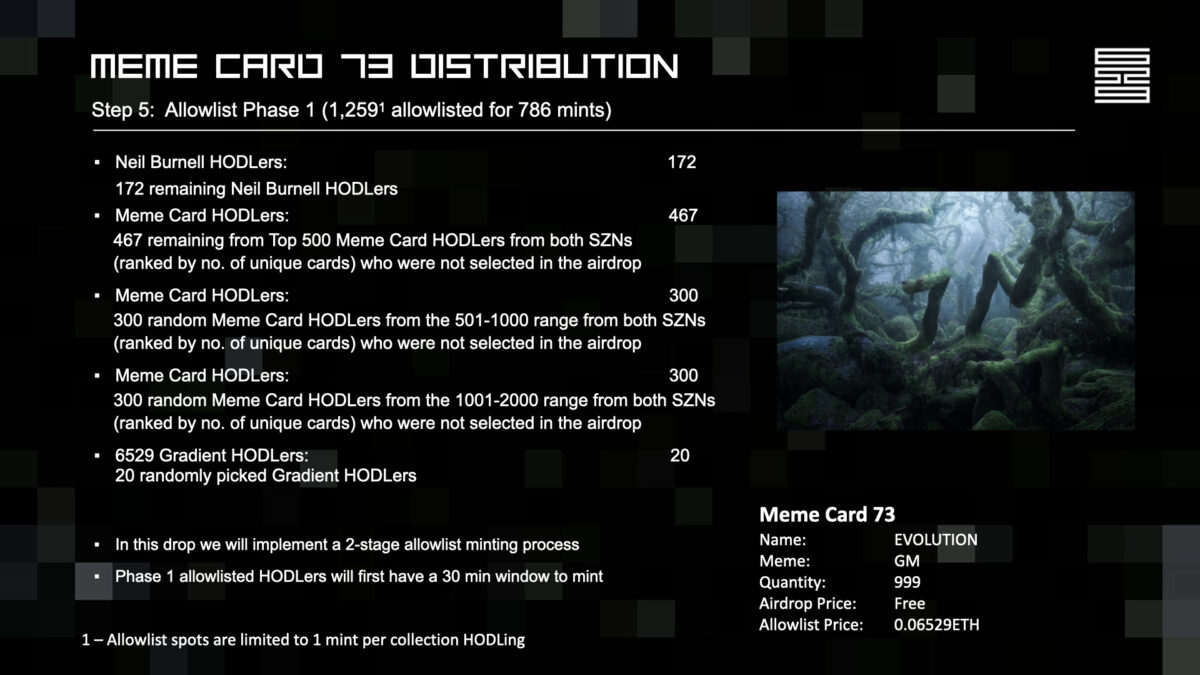 MEME CARD 73 DISTRIBUTION
Step 5:  Allowlist Phase 1 (1,259¹ allowlisted for 786 mints)
▪ Neil Burnell HODLers: 172
172 remaining Neil Burnell HODLers
▪ Meme Card HODLers: 467
467 remaining from Top 500 Meme Card HODLers from both SZNs
(ranked by no. of unique cards) who were not selected in the airdrop
▪ Meme Card HODLers: 300
300 random Meme Card HODLers from the 501-1000 range from both SZNs
(ranked by no. of unique cards) who were not selected in the airdrop
▪ Meme Card HODLers: 300
300 random Meme Card HODLers from the 1001-2000 range from both SZNs
(ranked by no. of unique cards) who were not selected in the airdrop
▪ 6529 Gradient HODLers: 20
20 randomly picked Gradient HODLers
▪ In this drop we will implement a 2-stage allowlist minting process
▪ Phase 1 allowlisted HODLers will first have a 30 min window to mint
1 – Allowlist spots are limited to 1 mint per collection HODLing
Meme Card 73
Name: EVOLUTION
Meme: GM
Quantity: 999
Airdrop Price: Free
Allowlist Price: 0.06529ETH